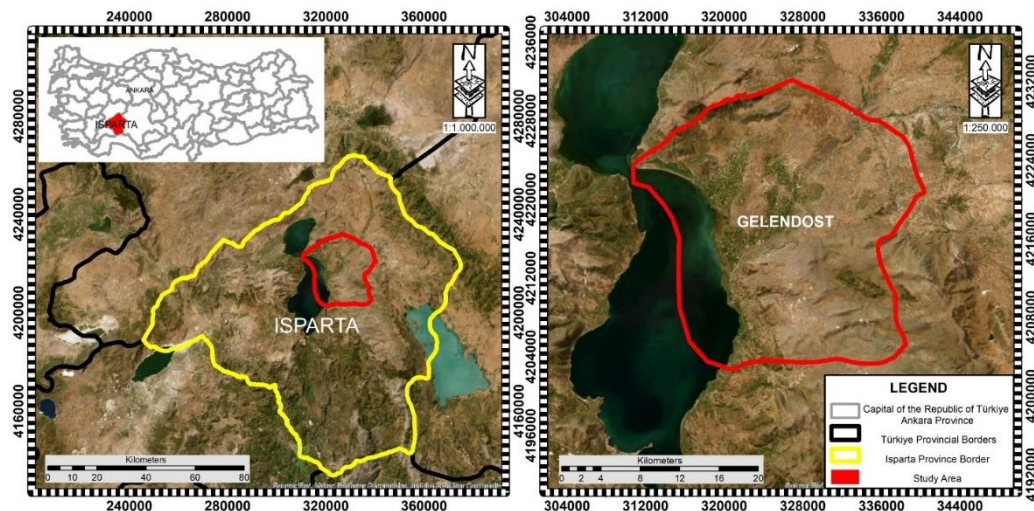 240000 280000 320000 360000
304000 312000 320000 328000 336000 344000
4280000
4240000
4200000
4160000
ANKARA
ISPARTA
N
1:1.000.000
ISPARTA
Kilometers
0 10 20 40 60 80
4280000
4240000
4200000
4160000
240000 280000 320000 360000
4236000
4232000
4228000
4224000
4220000
4216000
4212000
4208000
4204000
4200000
4196000
4192000
N
1:250.000
GELENDOST
Kilometers
0 2 4 8 12 16 20
LEGEND
Capital of the Republic of Türkiye
Ankara Province
Türkiye Provincial Borders
Isparta Province Border
Study Area
304000 312000 320000 328000 336000 344000